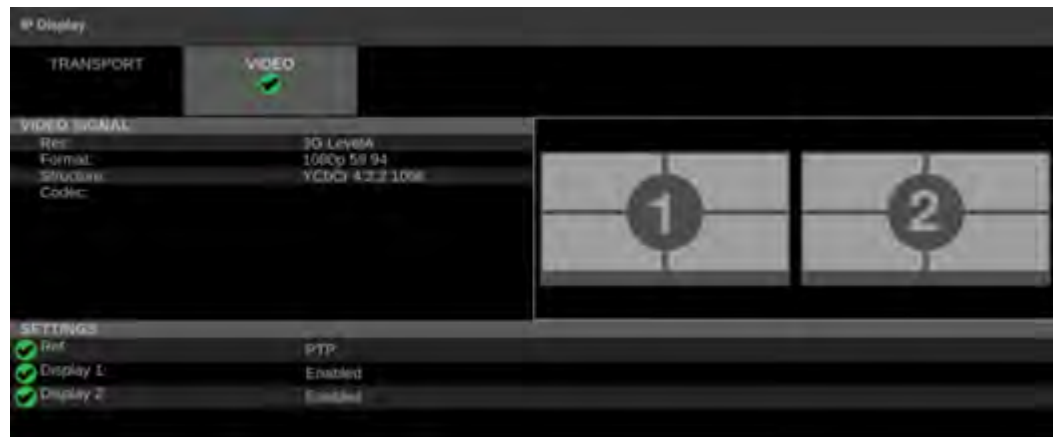 IP Display
TRANSPORT
VIDEO
VIDEO SIGNAL
Res: 3G LevelA
Format: 1080p 59.94
Structure: YCbCr 4:2:2 10bit
Codec:
1
2
SETTINGS
Ref: PTP
Display 1: Enabled
Display 2: Enabled